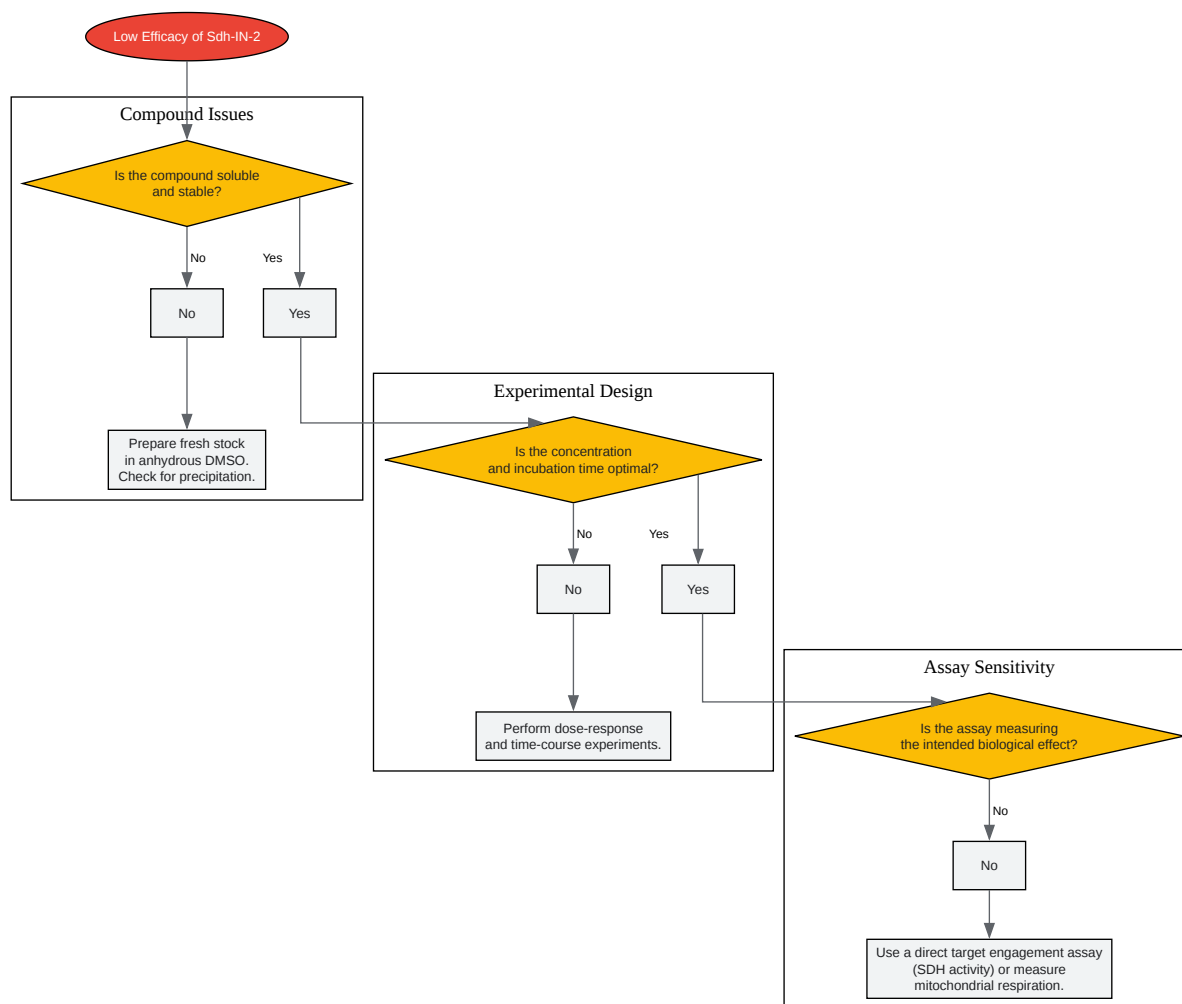 Low Efficacy of Sdh-IN-2
Compound Issues
Is the compound soluble
and stable?
No
Yes
No
Yes
Prepare fresh stock
in anhydrous DMSO.
Check for precipitation.
Experimental Design
Is the concentration
and incubation time optimal?
No
Yes
No
Yes
Perform dose-response
and time-course experiments.
Assay Sensitivity
Is the assay measuring
the intended biological effect?
No
No
Use a direct target engagement assay
(SDH activity) or measure
mitochondrial respiration.